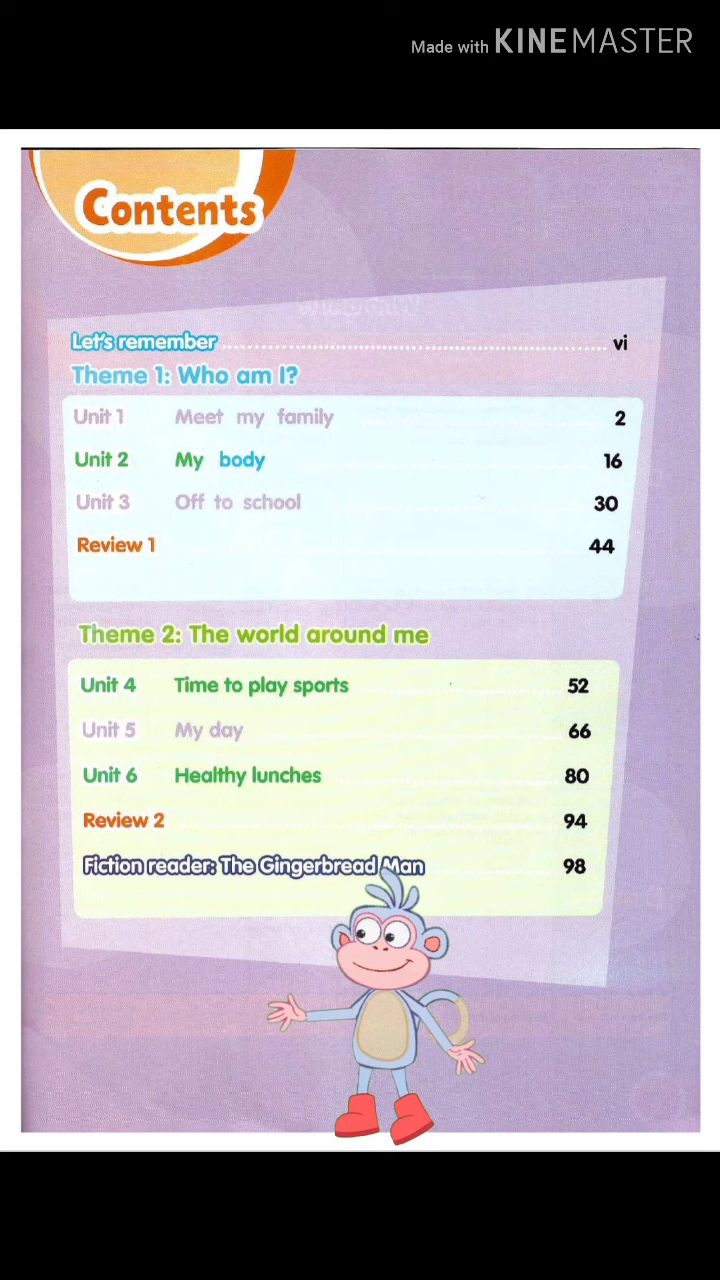 Made with KINEMASTER
Contents
Let's remember ........................................................................ vi
Theme 1: Who am I?
Unit 1 Meet my family 2
Unit 2 My body 16
Unit 3 Off to school 30
Review 1 44
Theme 2: The world around me
Unit 4 Time to play sports 52
Unit 5 My day 66
Unit 6 Healthy lunches 80
Review 2 94
Fiction reader: The Gingerbread Man 98